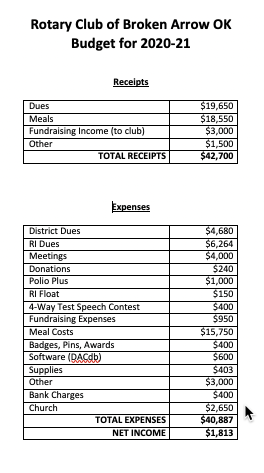 Rotary Club of Broken Arrow OK
Budget for 2020-21
Receipts
Dues $19,650
Meals $18,550
Fundraising Income (to club) $3,000
Other $1,500
TOTAL RECEIPTS $42,700
Expenses
District Dues $4,680
RI Dues $6,264
Meetings $4,000
Donations $240
Polio Plus $1,000
RI Float $150
4-Way Test Speech Contest $400
Fundraising Expenses $950
Meal Costs $15,750
Badges, Pins, Awards $400
Software (DACdb) $600
Supplies $403
Other $3,000
Bank Charges $400
Church $2,650
TOTAL EXPENSES $40,887
NET INCOME $1,813